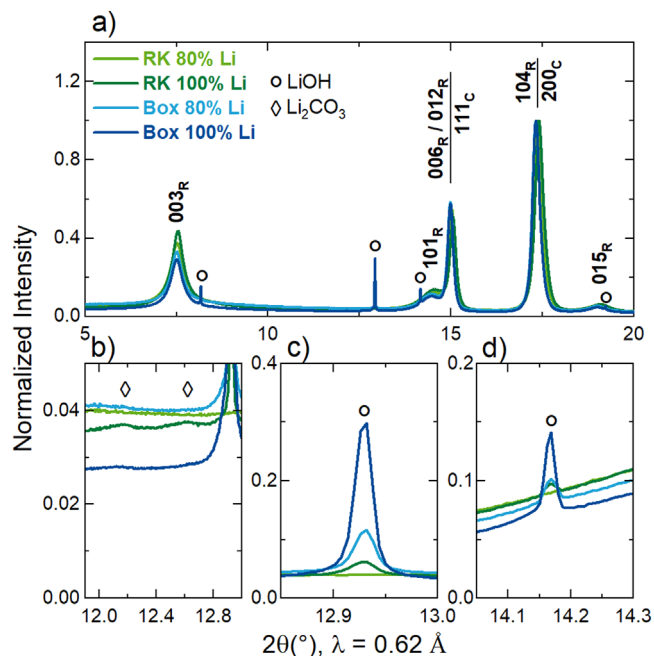 a)
RK 80% Li
RK 100% Li
Box 80% Li
Box 100% Li
LiOH
Li₂CO₃
003R
101R
006R / 012R
111C
104R
200C
015R
1.2
0.8
0.4
0.0
5
10
15
20
Normalized Intensity
b)
0.04
0.02
0.00
12.0
12.4
12.8
c)
0.4
0.2
0.0
12.9
13.0
d)
0.2
0.1
0.0
14.1
14.2
14.3
2θ(°), λ = 0.62 Å